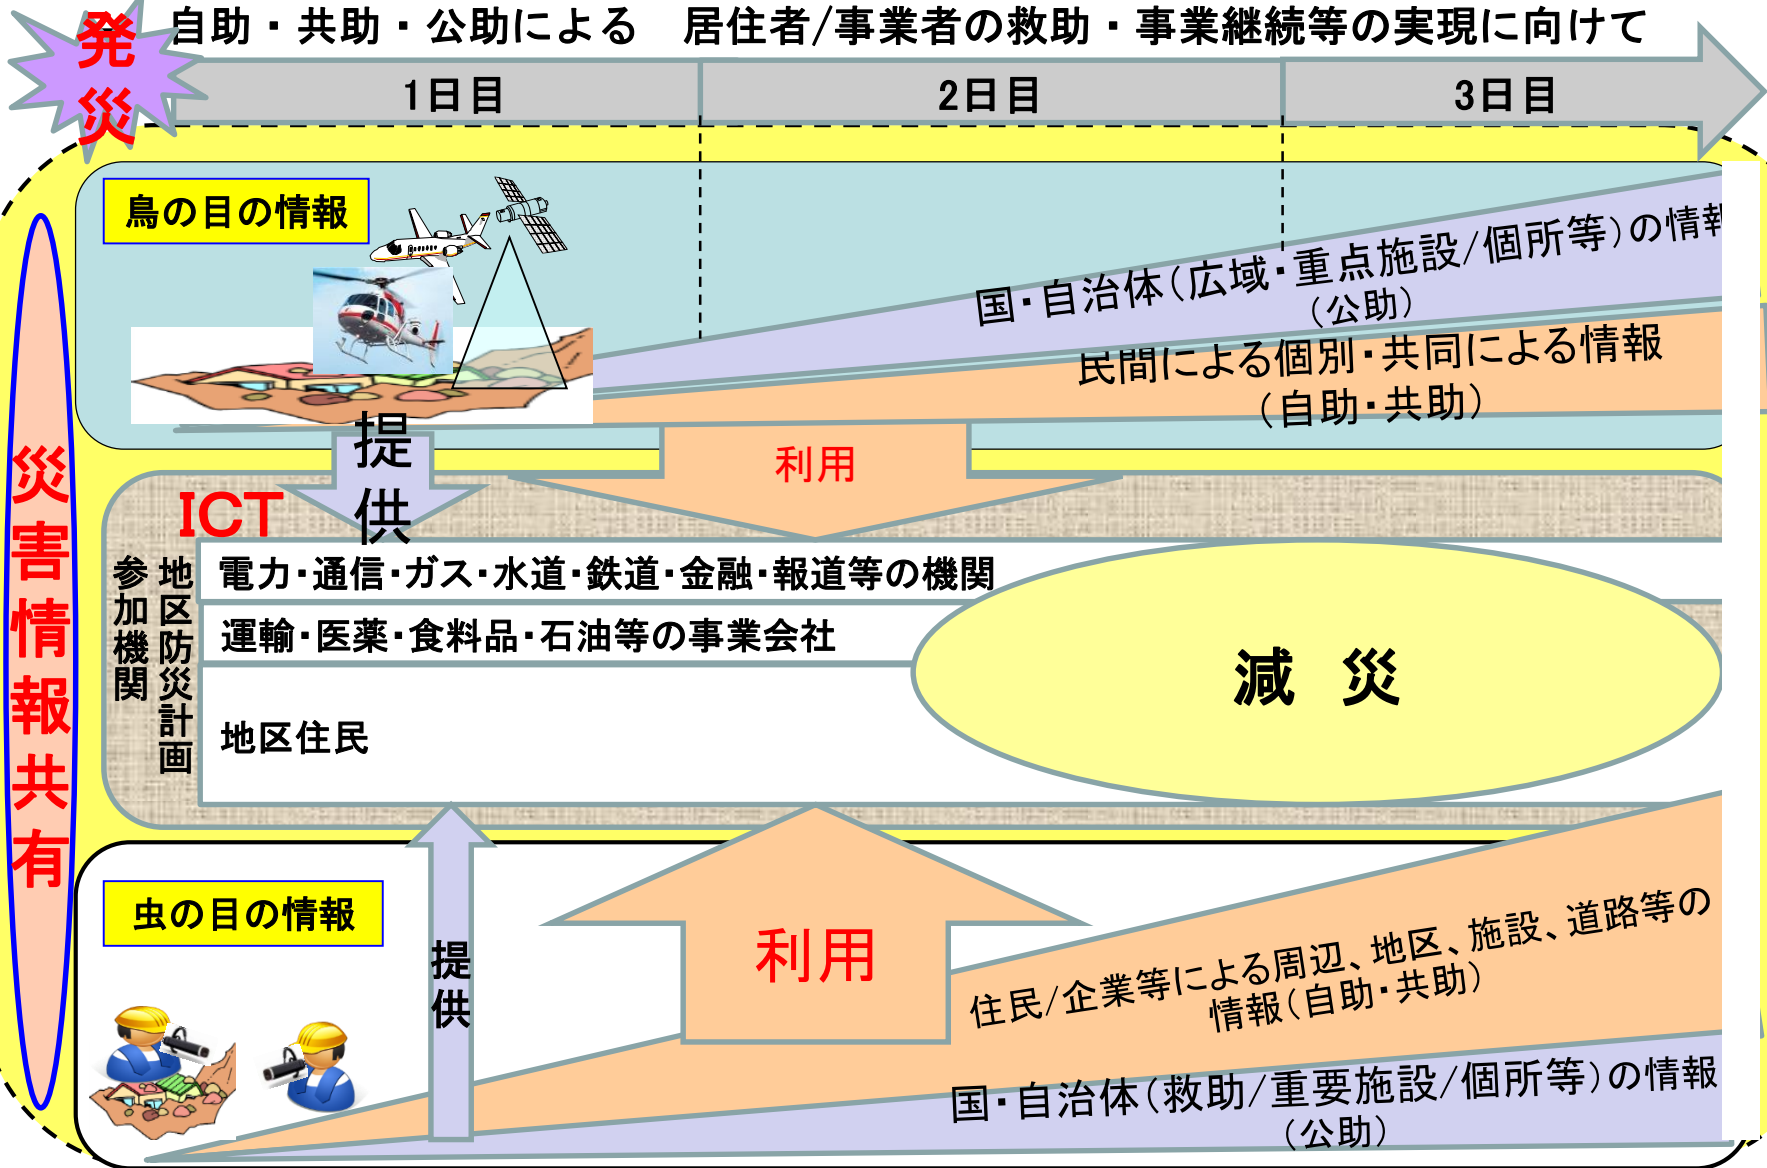 発災
自助・共助・公助による　居住者/事業者の救助・事業継続等の実現に向けて
1日目
2日目
3日目
災害情報共有
鳥の目の情報
国・自治体(広域・重点施設/個所等)の情報
(公助)
民間による個別・共同による情報
(自助・共助)
提供
利用
ICT
地区防災計画
参加機関
電力・通信・ガス・水道・鉄道・金融・報道等の機関
運輸・医薬・食料品・石油等の事業会社
地区住民
減 災
虫の目の情報
提供
利用
住民/企業等による周辺、地区、施設、道路等の
情報(自助・共助)
国・自治体(救助/重要施設/個所等)の情報
(公助)